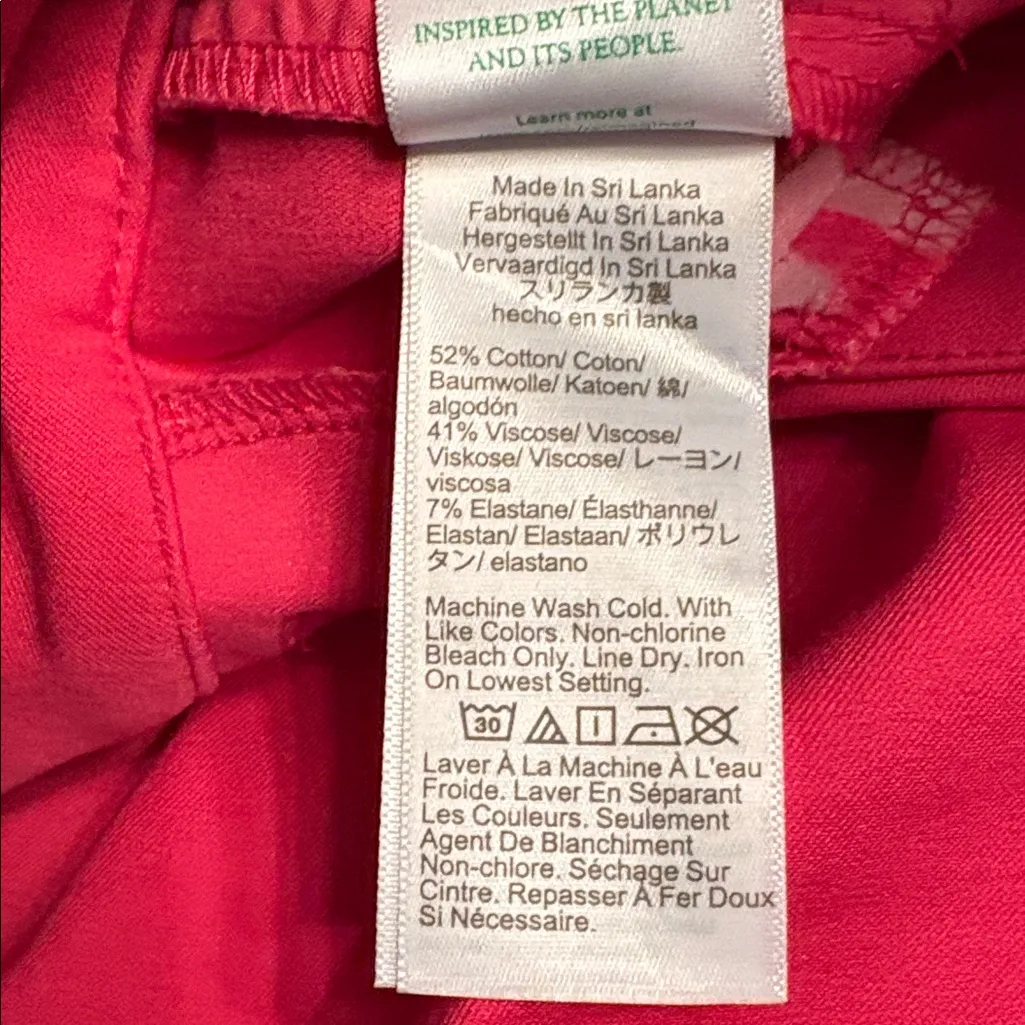 INSPIRED BY THE PLANET
AND ITS PEOPLE.
Learn more at
Made In Sri Lanka
Fabriqué Au Sri Lanka
Hergestellt In Sri Lanka
Vervaardigd In Sri Lanka
スリランカ製
hecho en sri lanka
52% Cotton/ Coton/
Baumwolle/ Katoen/ 綿/
algodón
41% Viscose/ Viscose/
Viskose/ Viscose/ レーヨン/
viscosa
7% Elastane/ Élasthanne/
Elastan/ Elastaan/ ポリウレ
タン/ elastano
Machine Wash Cold. With
Like Colors. Non-chlorine
Bleach Only. Line Dry. Iron
On Lowest Setting.
30
Laver À La Machine À L'eau
Froide. Laver En Séparant
Les Couleurs. Seulement
Agent De Blanchiment
Non-chlore. Séchage Sur
Cintre. Repasser À Fer Doux
Si Nécessaire.